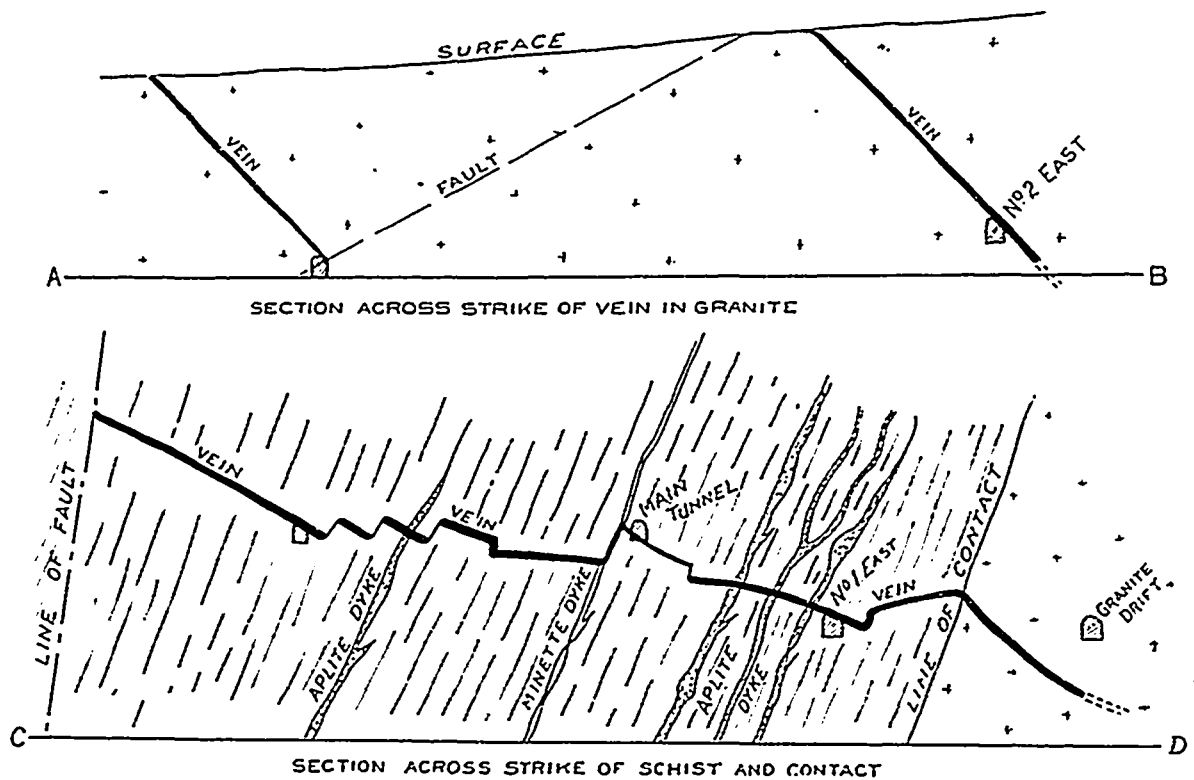 SURFACE
VEIN
FAULT
VEIN
Nº2 EAST
A
B
SECTION ACROSS STRIKE OF VEIN IN GRANITE
LINE OF FAULT
VEIN
APLITE DYKE
VEIN
MINETTE DYKE
MAIN
TUNNEL
APLITE
DYKE
Nº1 EAST
VEIN
LINE OF CONTACT
GRANITE
DRIFT
C
D
SECTION ACROSS STRIKE OF SCHIST AND CONTACT